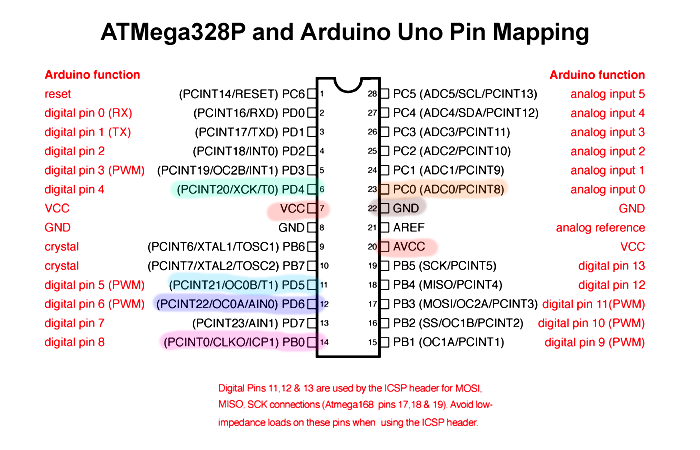 ATMega328P and Arduino Uno Pin Mapping
Arduino function Arduino function
reset (PCINT14/RESET) PC6 1 28 PC5 (ADC5/SCL/PCINT13) analog input 5
digital pin 0 (RX) (PCINT16/RXD) PD0 2 27 PC4 (ADC4/SDA/PCINT12) analog input 4
digital pin 1 (TX) (PCINT17/TXD) PD1 3 26 PC3 (ADC3/PCINT11) analog input 3
digital pin 2 (PCINT18/INT0) PD2 4 25 PC2 (ADC2/PCINT10) analog input 2
digital pin 3 (PWM) (PCINT19/OC2B/INT1) PD3 5 24 PC1 (ADC1/PCINT9) analog input 1
digital pin 4 (PCINT20/XCK/T0) PD4 6 23 PC0 (ADC0/PCINT8) analog input 0
VCC VCC 7 22 GND GND
GND GND 8 21 AREF analog reference
crystal (PCINT6/XTAL1/TOSC1) PB6 9 20 AVCC VCC
crystal (PCINT7/XTAL2/TOSC2) PB7 10 19 PB5 (SCK/PCINT5) digital pin 13
digital pin 5 (PWM) (PCINT21/OC0B/T1) PD5 11 18 PB4 (MISO/PCINT4) digital pin 12
digital pin 6 (PWM) (PCINT22/OC0A/AIN0) PD6 12 17 PB3 (MOSI/OC2A/PCINT3) digital pin 11(PWM)
digital pin 7 (PCINT23/AIN1) PD7 13 16 PB2 (SS/OC1B/PCINT2) digital pin 10 (PWM)
digital pin 8 (PCINT0/CLKO/ICP1) PB0 14 15 PB1 (OC1A/PCINT1) digital pin 9 (PWM)
Digital Pins 11,12 & 13 are used by the ICSP header for MOSI,
MISO, SCK connections (Atmega168 pins 17,18 & 19). Avoid low-
impedance loads on these pins when using the ICSP header.